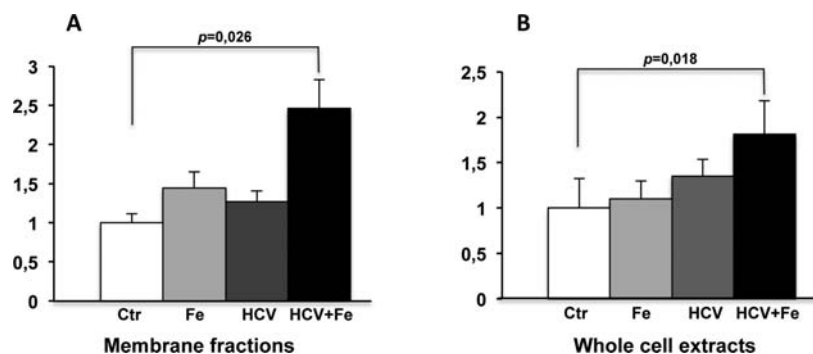 A
p=0,026
3
2,5
2
1,5
1
0,5
0
Ctr Fe HCV HCV+Fe
Membrane fractions
B
p=0,018
2,5
2
1,5
1
0,5
0
Ctr Fe HCV HCV+Fe
Whole cell extracts